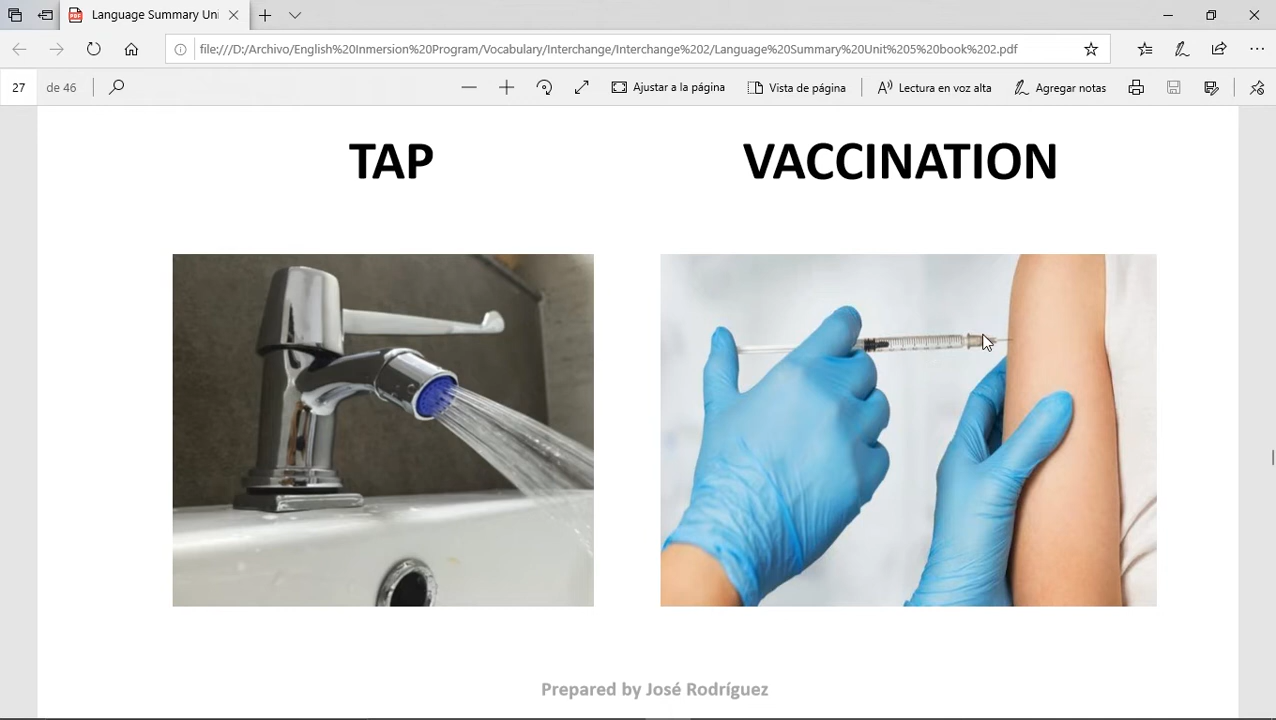 Language Summary Uni
file:///D:/Archivo/English%20Inmersion%20Program/Vocabulary/Interchange/Interchange%202/Language%20Summary%20Unit%205%20book%202.pdf
27 de 46
Ajustar a la página
Vista de página
Lectura en voz alta
Agregar notas
TAP
VACCINATION
Prepared by José Rodríguez